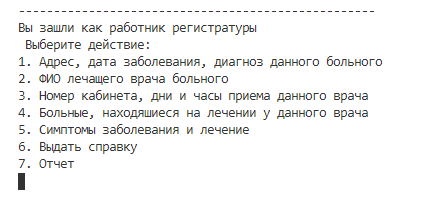 --------------------------------------------------
Вы зашли как работник регистратуры
Выберите действие:
1. Адрес, дата заболевания, диагноз данного больного
2. ФИО лечащего врача больного
3. Номер кабинета, дни и часы приема данного врача
4. Больные, находяшиеся на лечении у данного врача
5. Симптомы заболевания и лечение
6. Выдать справку
7. Отчет